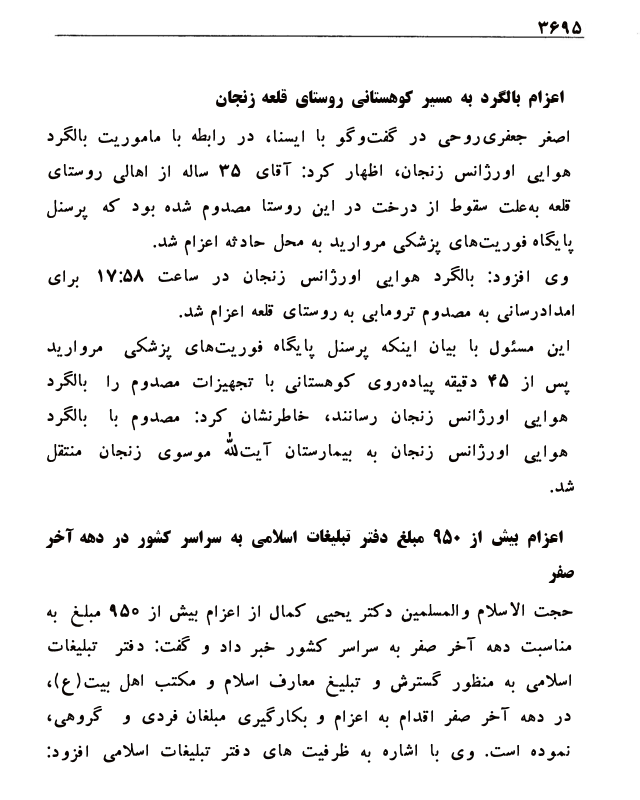 ۳۶۹۵
اعزام بالگرد به مسیر کوهستانی روستای قلعه زنجان
اصغر جعفری‌روحی در گفت‌وگو با ایسنا، در رابطه با ماموریت بالگرد
هوایی اورژانس زنجان، اظهار کرد: آقای ۳۵ ساله از اهالی روستای
قلعه به‌علت سقوط از درخت در این روستا مصدوم شده بود که پرسنل
پایگاه فوریت‌های پزشکی مروارید به محل حادثه اعزام شد.
وی افزود: بالگرد هوایی اورژانس زنجان در ساعت ۱۷:۵۸ برای
امدادرسانی به مصدوم ترومابی به روستای قلعه اعزام شد.
این مسئول با بیان اینکه پرسنل پایگاه فوریت‌های پزشکی مروارید
پس از ۴۵ دقیقه پیاده‌روی کوهستانی با تجهیزات مصدوم را بالگرد
هوایی اورژانس زنجان رسانند، خاطرنشان کرد: مصدوم با بالگرد
هوایی اورژانس زنجان به بیمارستان آیت‌الله موسوی زنجان منتقل
شد.
اعزام بیش از ۹۵۰ مبلغ دفتر تبلیغات اسلامی به سراسر کشور در دهه آخر
صفر
حجت الاسلام والمسلمین دکتر یحیی کمال از اعزام بیش از ۹۵۰ مبلغ به
مناسبت دهه آخر صفر به سراسر کشور خبر داد و گفت: دفتر تبلیغات
اسلامی به منظور گسترش و تبلیغ معارف اسلام و مکتب اهل بیت(ع)،
در دهه آخر صفر اقدام به اعزام و بکارگیری مبلغان فردی و گروهی،
نموده است. وی با اشاره به ظرفیت های دفتر تبلیغات اسلامی افزود: